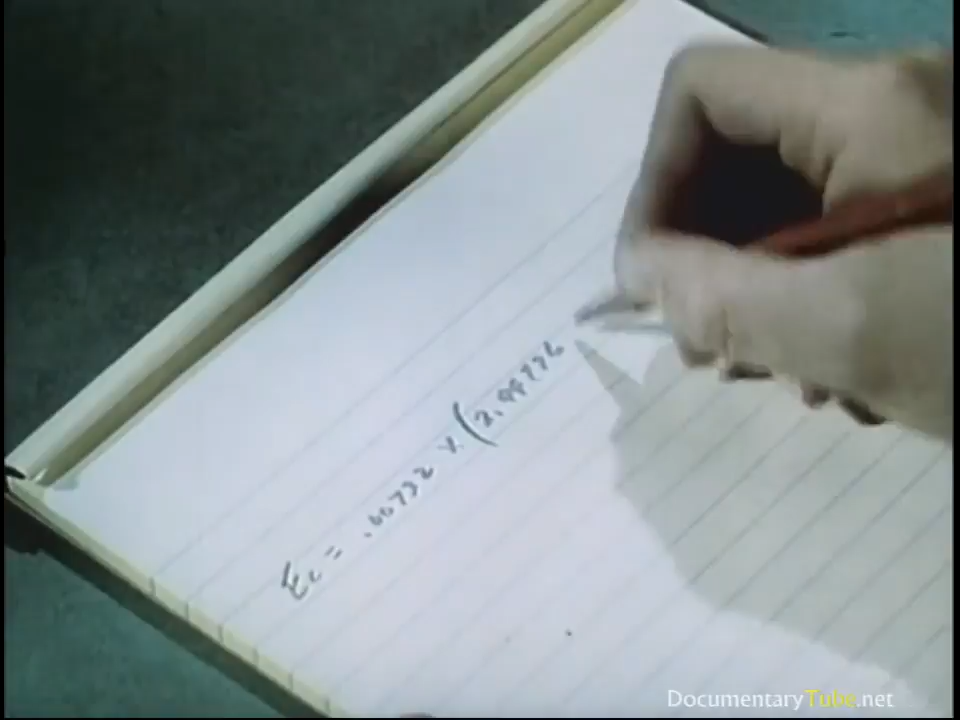 Ec = .00732 × (2.99776
DocumentaryTube.net